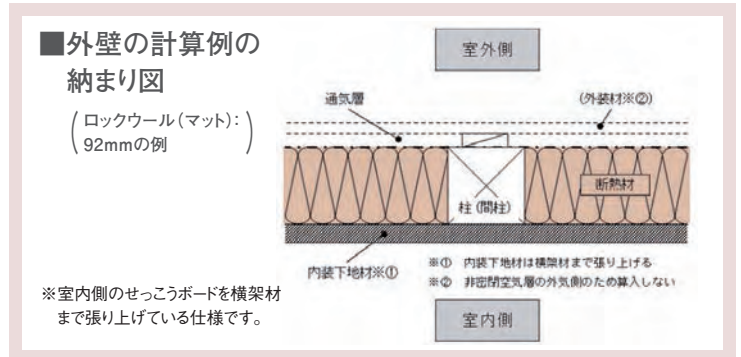 ■外壁の計算例の
納まり図
(ロックウール(マット):
92mmの例)
室外側
通気層
(外装材※②)
断熱材
柱(間柱)
内装下地材※①
※① 内装下地材は横架材まで張り上げる
※② 非密閉空気層の外気側のため算入しない
※室内側のせっこうボードを横架材
まで張り上げている仕様です。
室内側